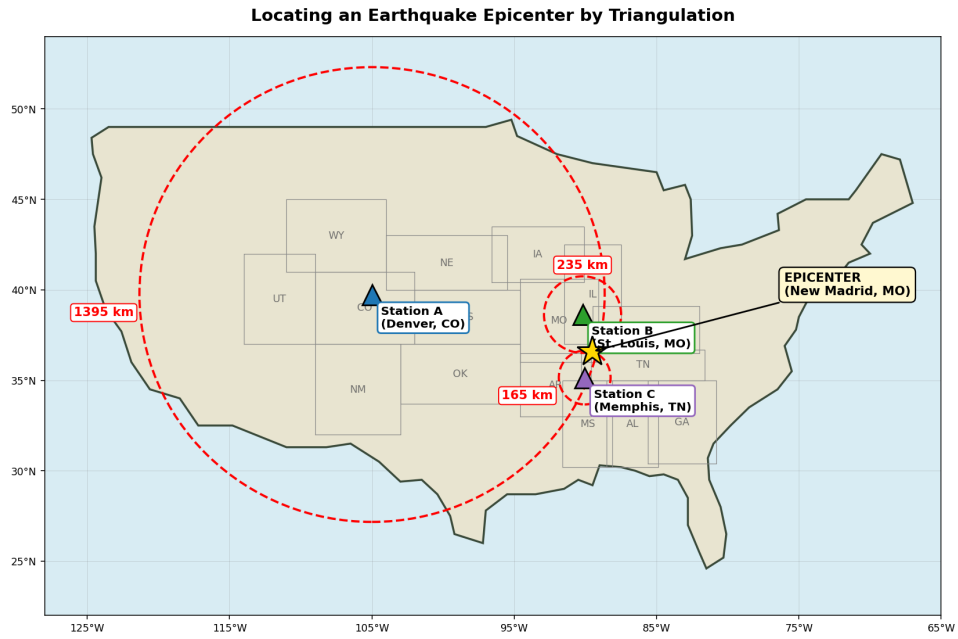 Locating an Earthquake Epicenter by Triangulation
50°N
45°N
40°N
35°N
30°N
25°N
WY
IA
NE
235 km
EPICENTER
(New Madrid, MO)
UT
IL
1395 km
CO
Station A
(Denver, CO)
S
MO
Station B
(St. Louis, MO)
TN
OK
NM
AR
165 km
Station C
(Memphis, TN)
MS
AL
GA
125°W
115°W
105°W
95°W
85°W
75°W
65°W